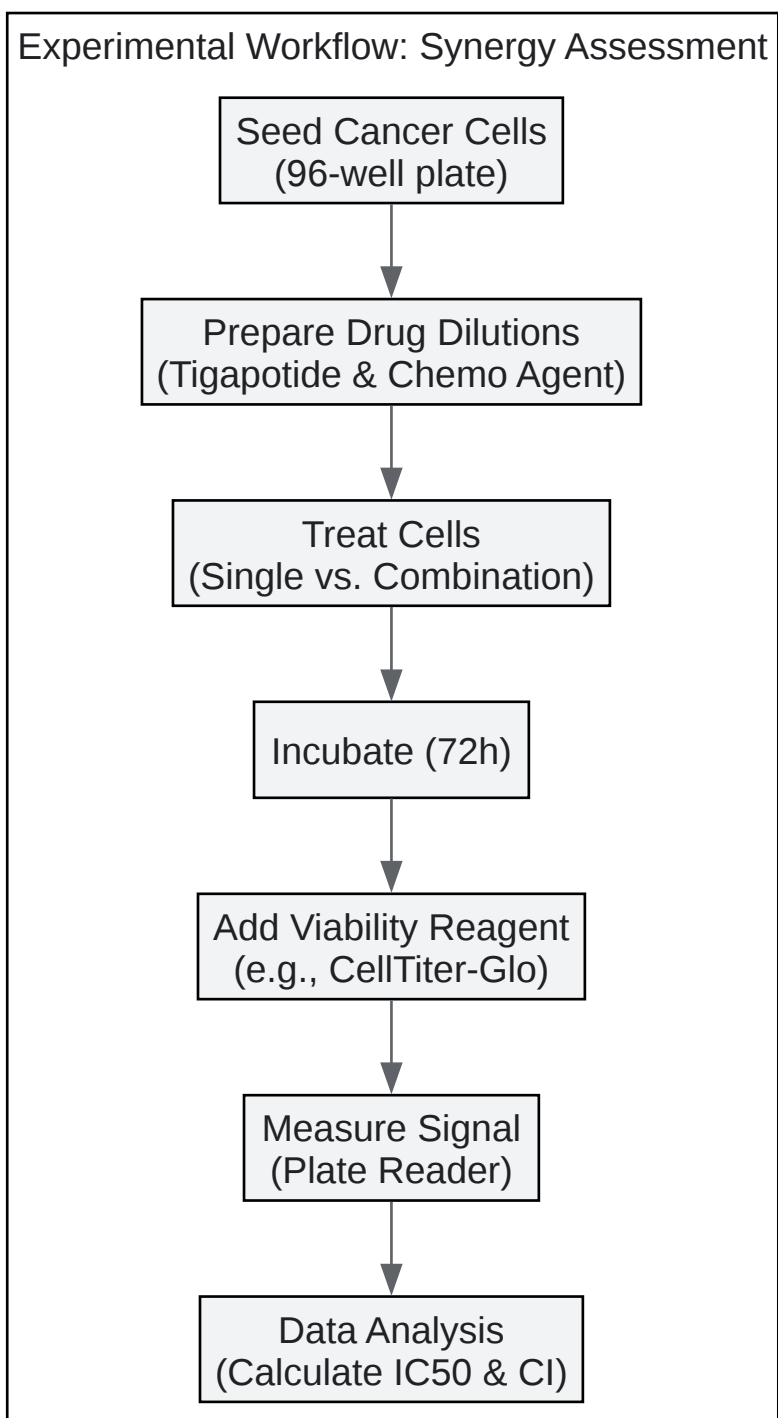 Experimental Workflow: Synergy Assessment
Seed Cancer Cells
(96-well plate)
Prepare Drug Dilutions
(Tigapotide & Chemo Agent)
Treat Cells
(Single vs. Combination)
Incubate (72h)
Add Viability Reagent
(e.g., CellTiter-Glo)
Measure Signal
(Plate Reader)
Data Analysis
(Calculate IC50 & CI)